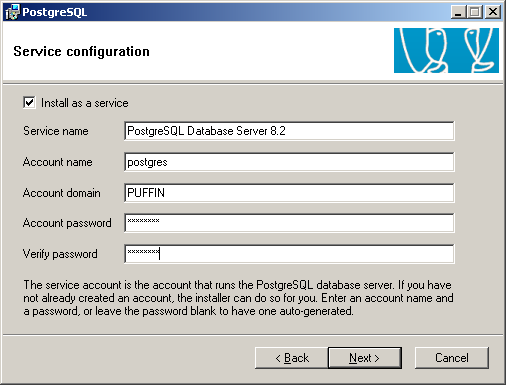 PostgreSQL
Service configuration
Install as a service
Service name PostgreSQL Database Server 8.2
Account name postgres
Account domain PUFFIN
Account password ********
Verify password ********
The service account is the account that runs the PostgreSQL database server. If you have
not already created an account, the installer can do so for you. Enter an account name and
a password, or leave the password blank to have one auto-generated.
< Back Next > Cancel